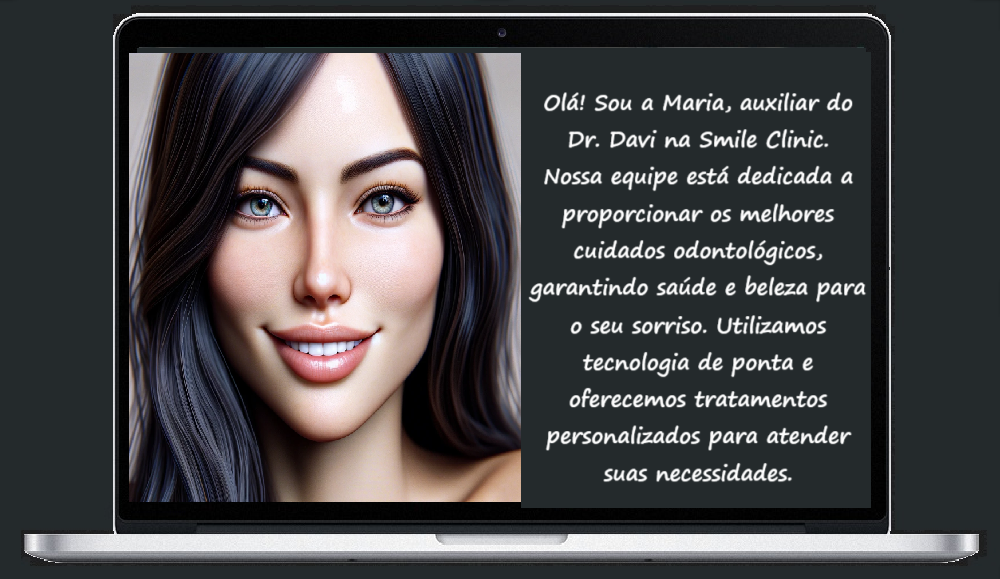 Olá! Sou a Maria, auxiliar do
Dr. Davi na Smile Clinic.
Nossa equipe está dedicada a
proporcionar os melhores
cuidados odontológicos,
garantindo saúde e beleza para
o seu sorriso. Utilizamos
tecnologia de ponta e
oferecemos tratamentos
personalizados para atender
suas necessidades.